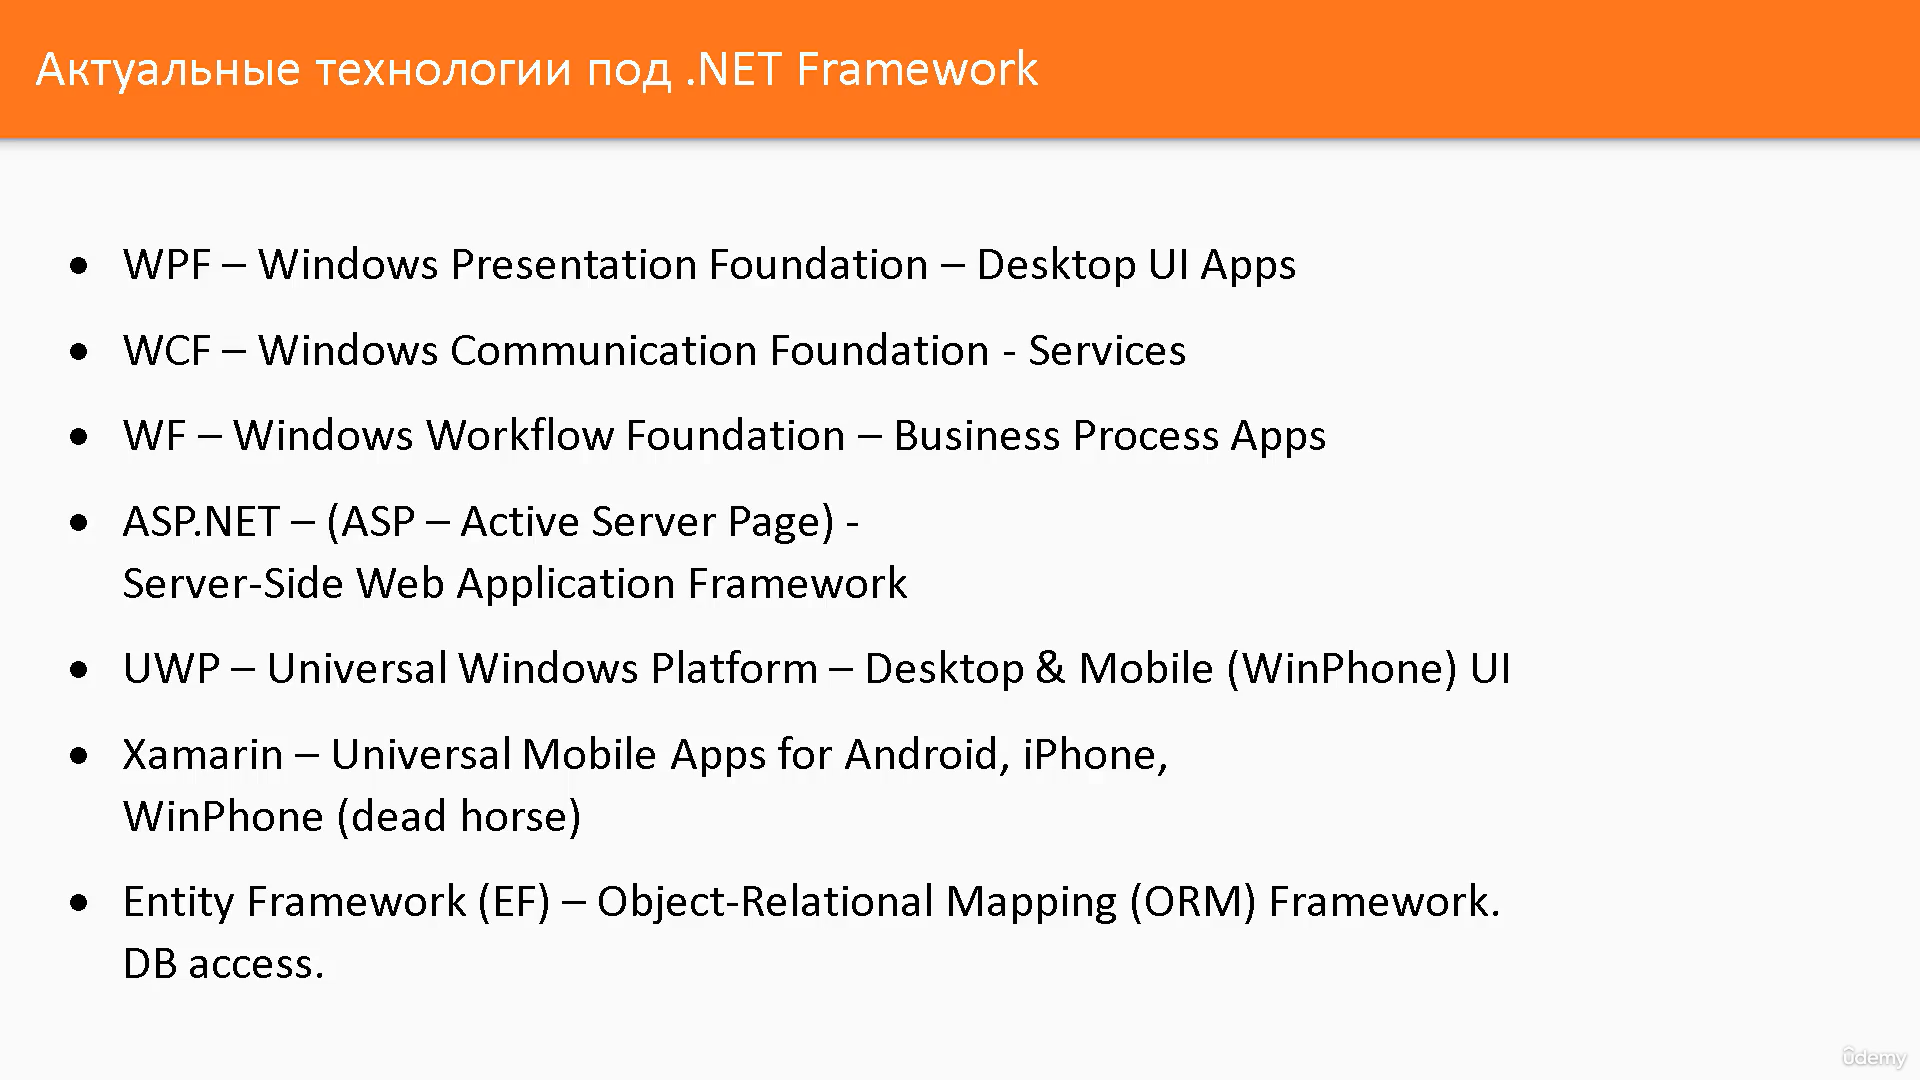 Актуальные технологии под .NET Framework
• WPF – Windows Presentation Foundation – Desktop UI Apps
• WCF – Windows Communication Foundation - Services
• WF – Windows Workflow Foundation – Business Process Apps
• ASP.NET – (ASP – Active Server Page) -
Server-Side Web Application Framework
• UWP – Universal Windows Platform – Desktop & Mobile (WinPhone) UI
• Xamarin – Universal Mobile Apps for Android, iPhone,
WinPhone (dead horse)
• Entity Framework (EF) – Object-Relational Mapping (ORM) Framework.
DB access.
ûdemy